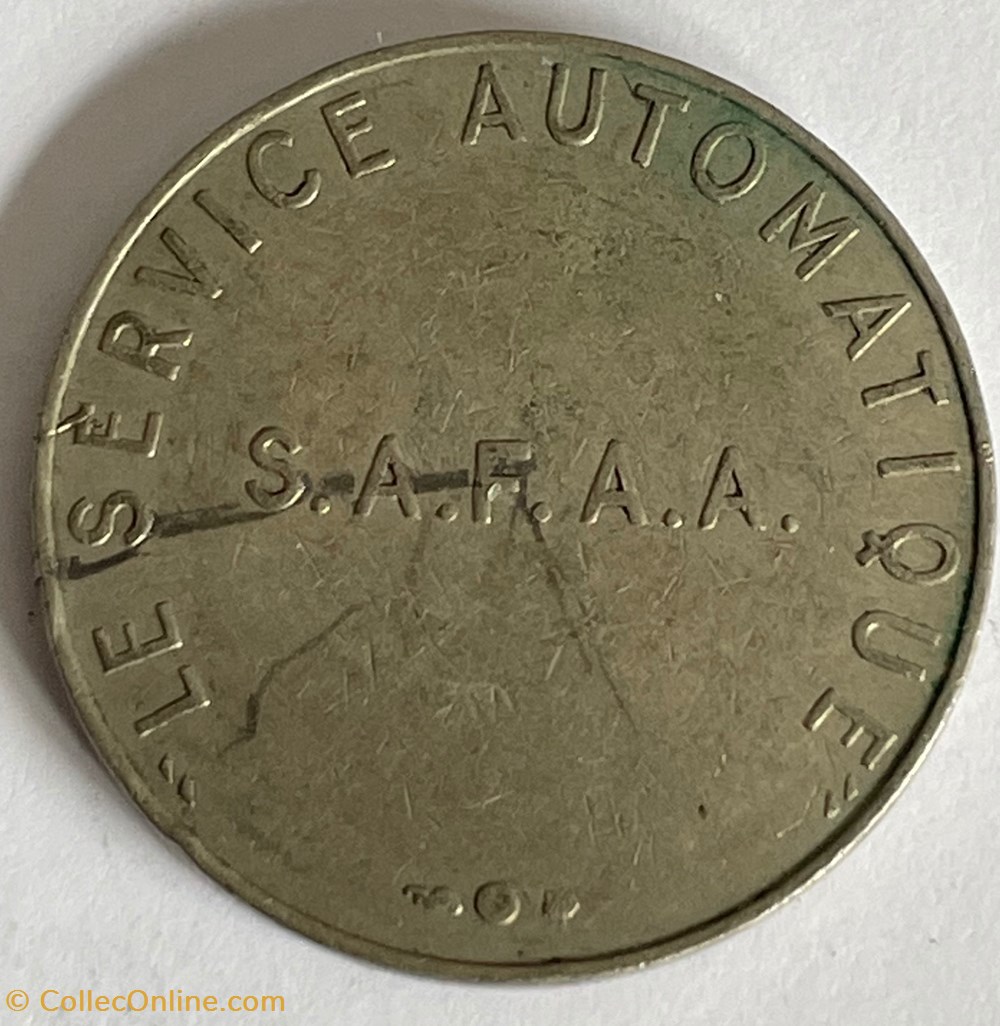 "LE SERVICE AUTOMATIQUE"
S.A.F.A.A.
© CollecOnline.com